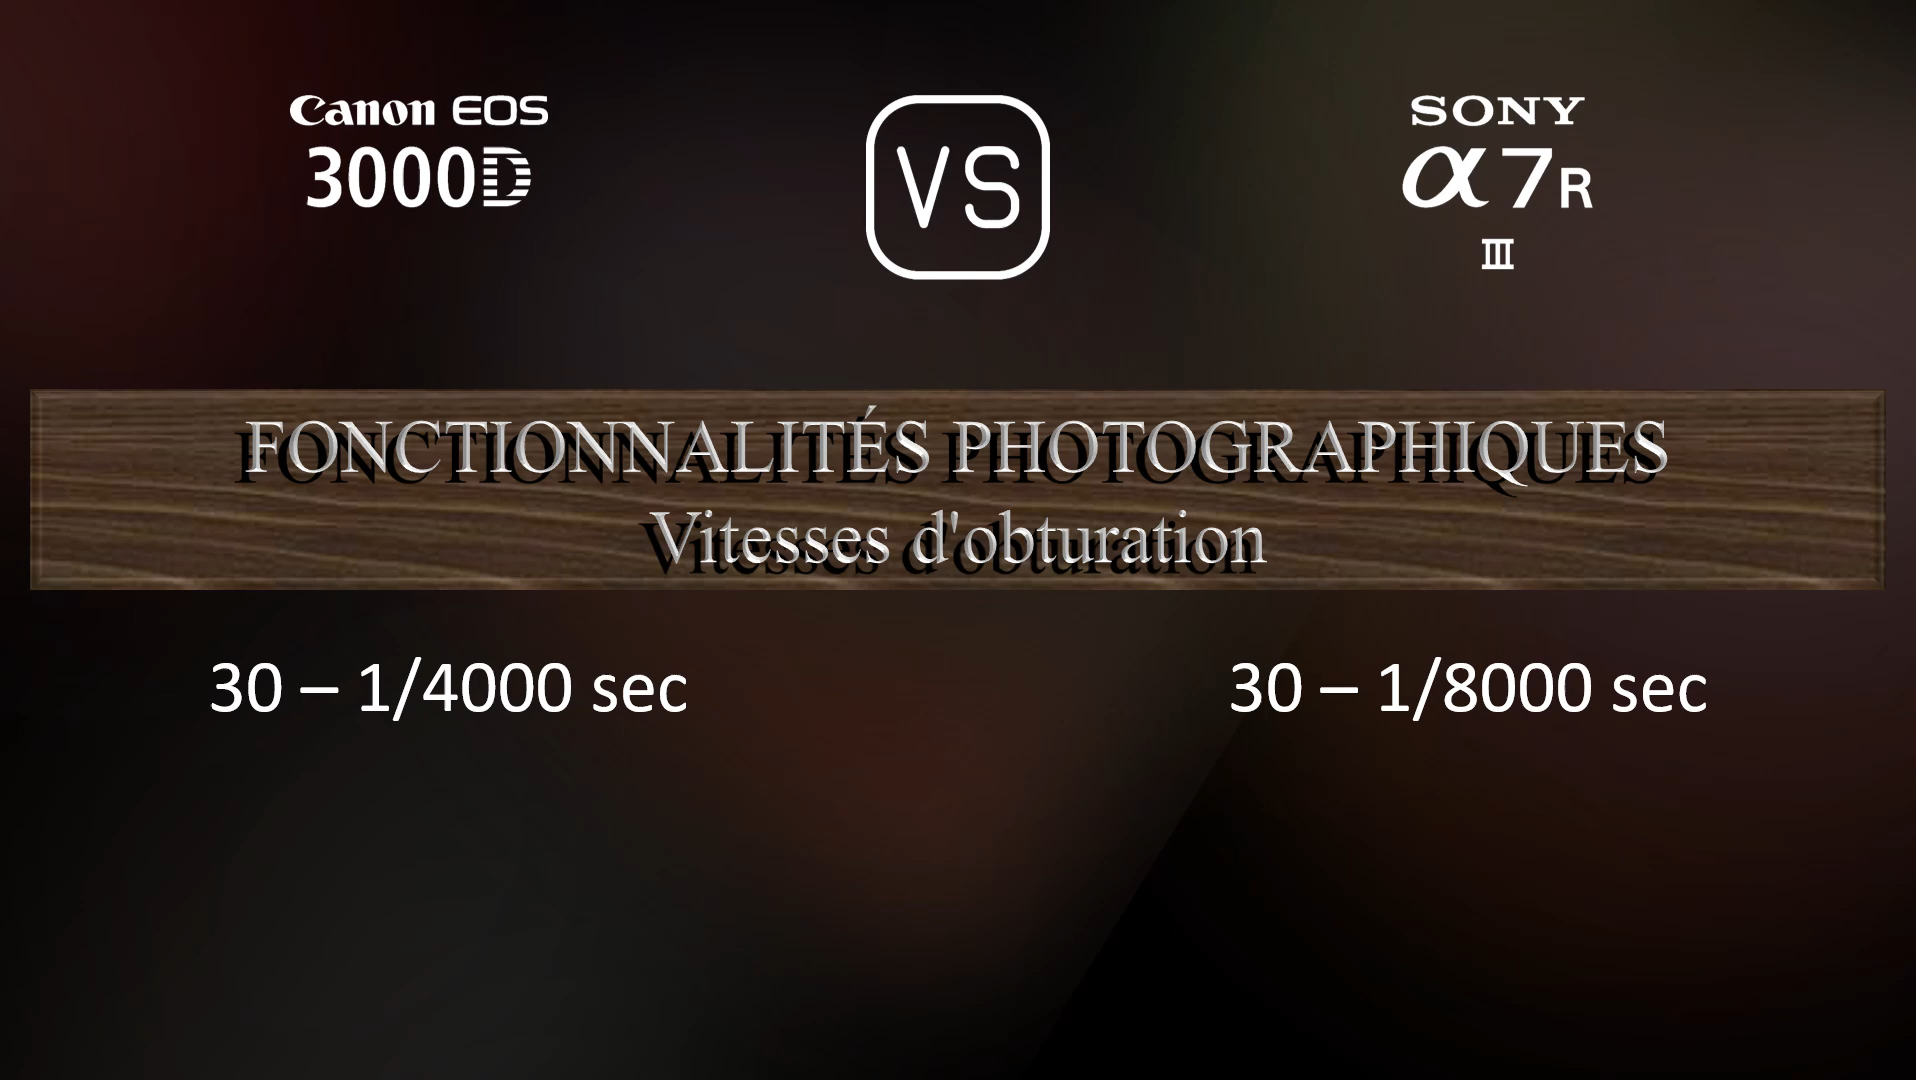 Canon EOS
3000D
VS
SONY
α7R
III
FONCTIONNALITÉS PHOTOGRAPHIQUES
Vitesses d'obturation
30 – 1/4000 sec
30 – 1/8000 sec